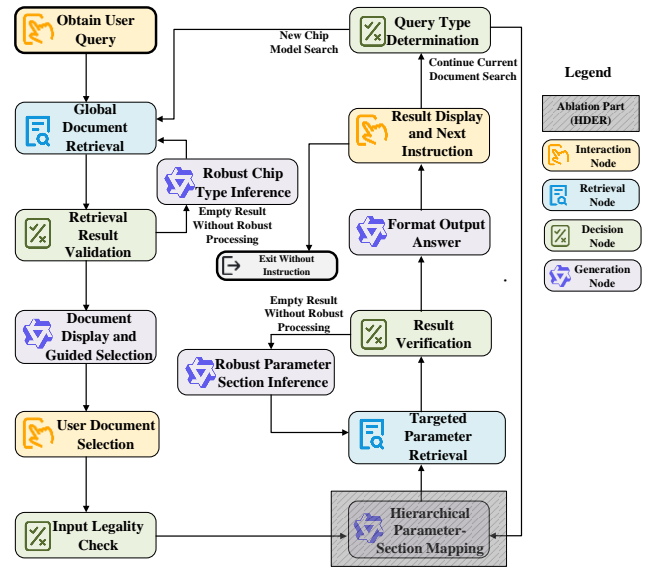 Obtain User
Query
Global
Document
Retrieval
Robust Chip
Type Inference
Empty Result
Without Robust
Processing
Retrieval
Result
Validation
Document
Display and
Guided Selection
User Document
Selection
Input Legality
Check
New Chip
Model Search
Query Type
Determination
Continue Current
Document Search
Result Display
and Next
Instruction
Format Output
Answer
Exit Without
Instruction
Empty Result
Without Robust
Processing
Result
Verification
Robust Parameter
Section Inference
Targeted
Parameter
Retrieval
Hierarchical
Parameter-
Section Mapping
Legend
Ablation Part
(HDER)
Interaction
Node
Retrieval
Node
Decision
Node
Generation
Node